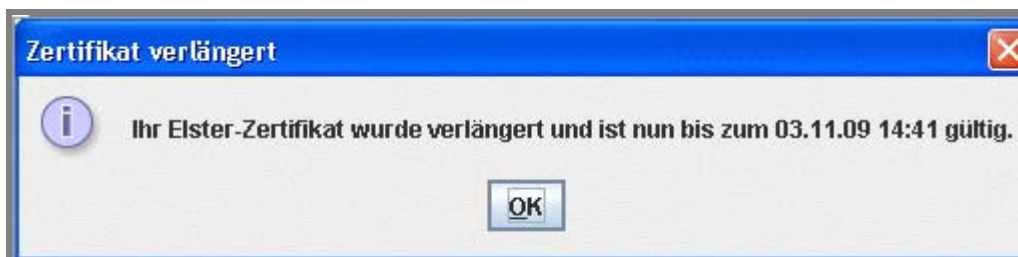 Zertifikat verlängert
Ihr Elster-Zertifikat wurde verlängert und ist nun bis zum 03.11.09 14:41 gültig.
OK